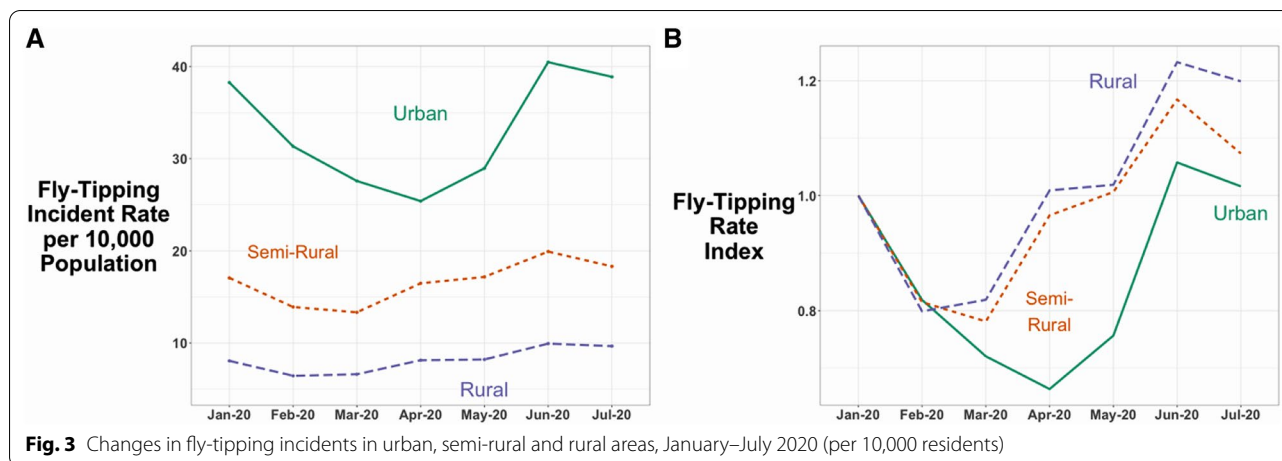 A
Fly-Tipping
Incident Rate
per 10,000
Population
40
30
20
10
Urban
Semi-Rural
Rural
Jan-20 Feb-20 Mar-20 Apr-20 May-20 Jun-20 Jul-20
B
Fly-Tipping
Rate
Index
1.2
1.0
0.8
Rural
Urban
Semi-
Rural
Jan-20 Feb-20 Mar-20 Apr-20 May-20 Jun-20 Jul-20
Fig. 3 Changes in fly-tipping incidents in urban, semi-rural and rural areas, January–July 2020 (per 10,000 residents)